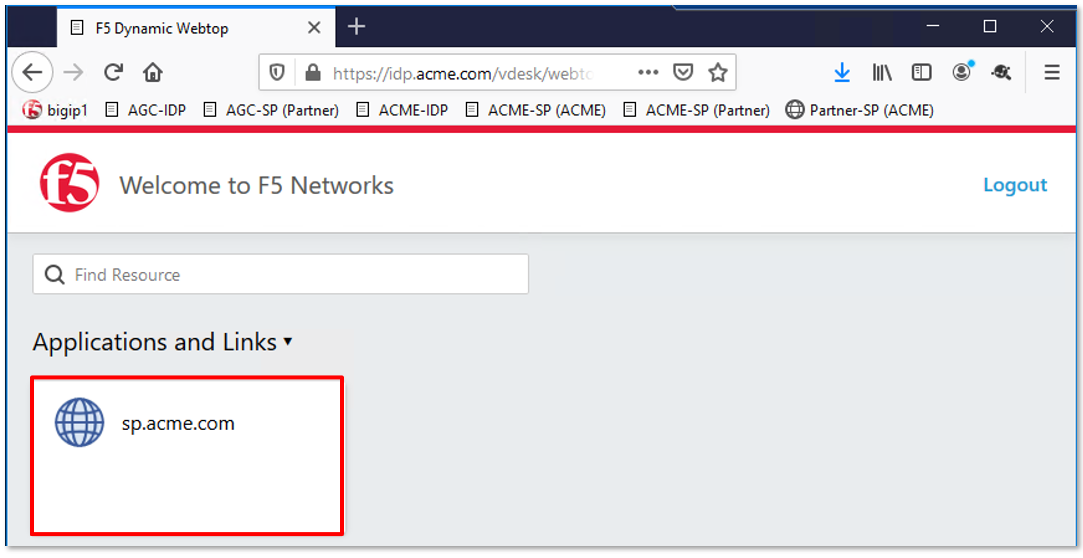 F5 Dynamic Webtop
https://idp.acme.com/vdesk/webto
bigip1 AGC-IDP AGC-SP (Partner) ACME-IDP ACME-SP (ACME) ACME-SP (Partner) Partner-SP (ACME)
f5 Welcome to F5 Networks Logout
Find Resource
Applications and Links
sp.acme.com